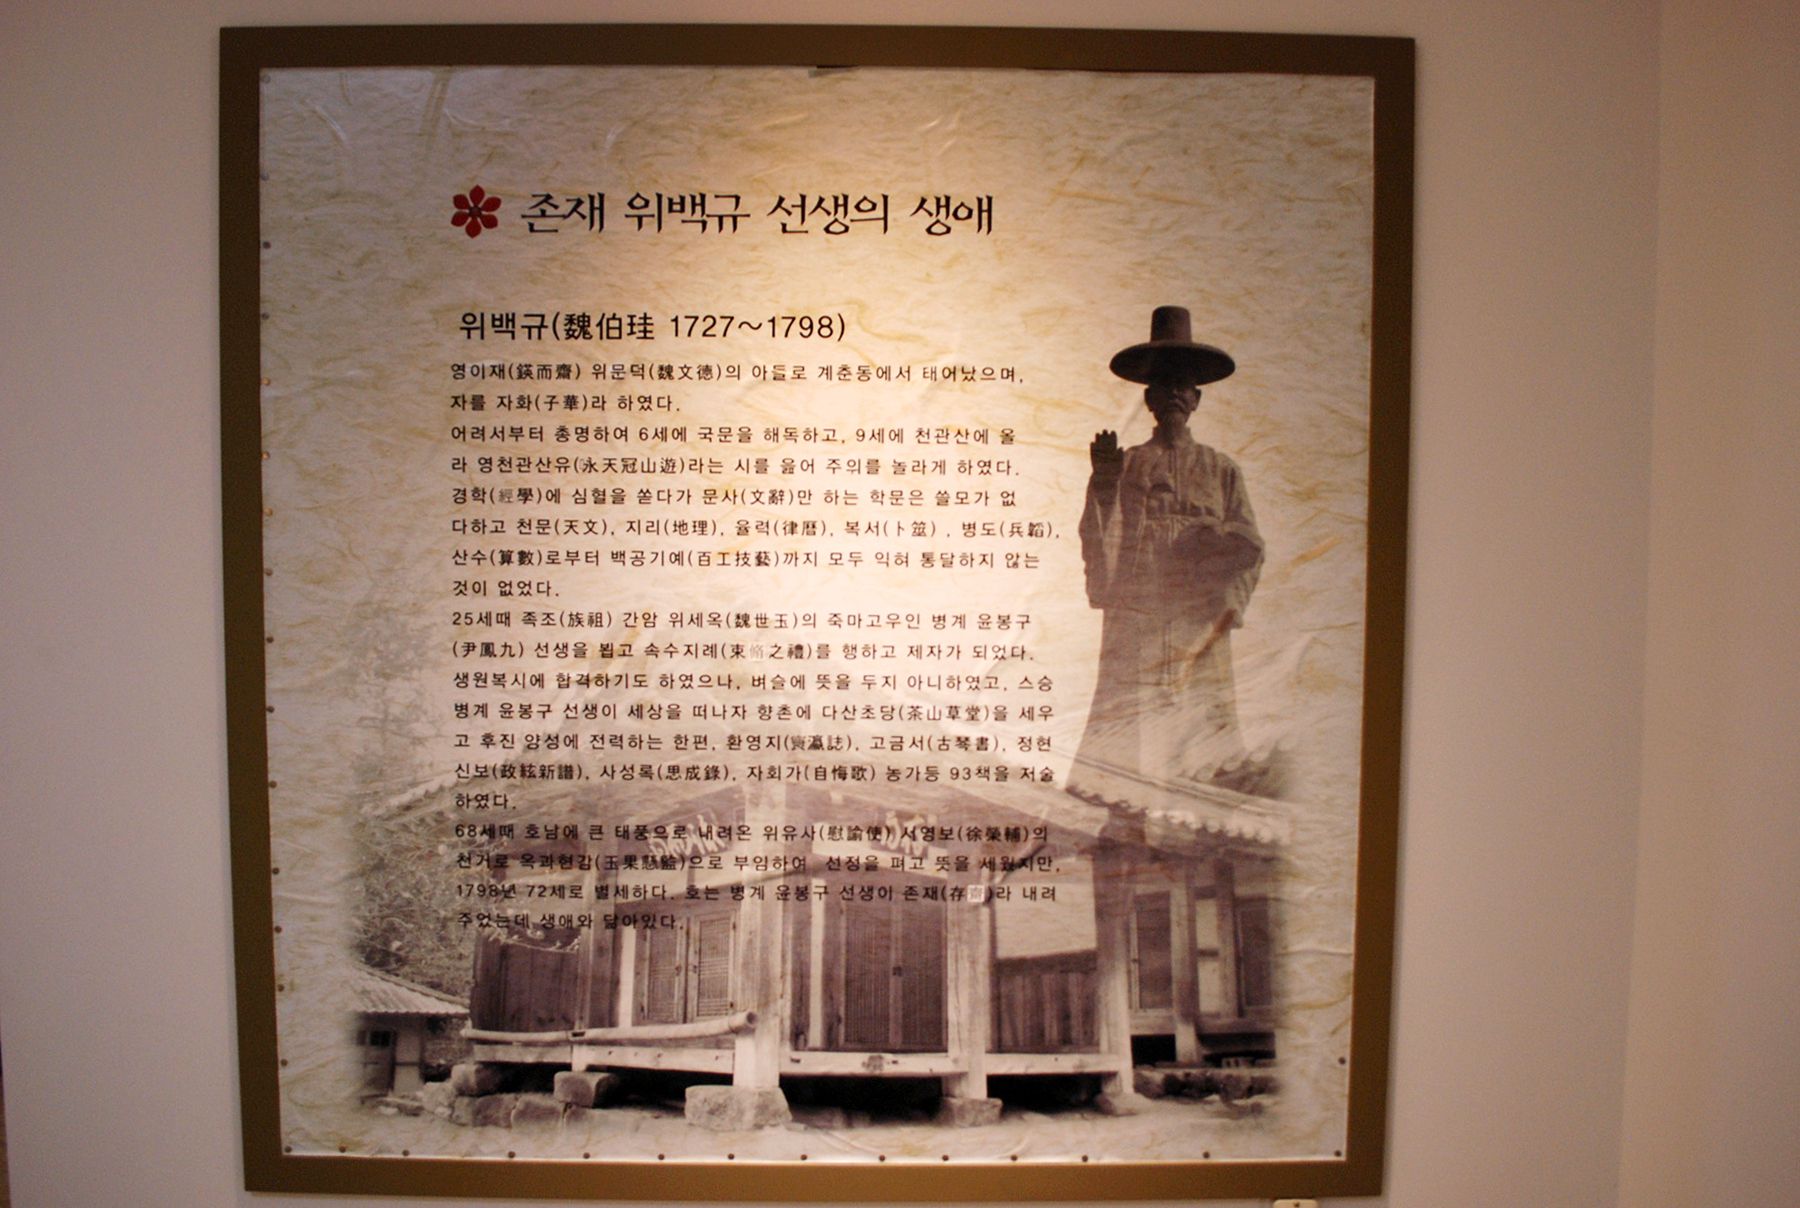 존재 위백규 선생의 생애
위백규(魏伯珪 1727～1798)
영이재(鍈而齋) 위문덕(魏文德)의 아들로 계춘동에서 태어났으며,
자를 자화(子華)라 하였다.
어려서부터 총명하여 6세에 국문을 해독하고, 9세에 천관산에 올
라 영천관산유(永天冠山遊)라는 시를 읊어 주위를 놀라게 하였다.
경학(經學)에 심혈을 쏟다가 문사(文辭)만 하는 학문은 쓸모가 없
다하고 천문(天文), 지리(地理), 율력(律曆), 복서(卜筮) , 병도(兵韜),
산수(算數)로부터 백공기예(百工技藝)까지 모두 익혀 통달하지 않는
것이 없었다.
25세때 족조(族祖) 간암 위세옥(魏世玉)의 죽마고우인 병계 윤봉구
(尹鳳九) 선생을 뵙고 속수지례(束脩之禮)를 행하고 제자가 되었다.
생원복시에 합격하기도 하였으나, 벼슬에 뜻을 두지 아니하였고, 스승
병계 윤봉구 선생이 세상을 떠나자 향촌에 다산초당(茶山草堂)을 세우
고 후진 양성에 전력하는 한편, 환영지(寰瀛誌), 고금서(古琴書), 정현
신보(政絃新譜), 사성록(思成錄), 자회가(自悔歌) 농가등 93책을 저술
하였다.
68세때 호남에 큰 태풍으로 내려온 위유사(慰諭使) 서영보(徐榮輔)의
천거로 옥과현감(玉果懸監)으로 부임하여 선정을 펴고 뜻을 세웠지만,
1798년 72세로 별세하다. 호는 병계 윤봉구 선생이 존재(存齋)라 내려
주었는데 생애와 닮아있다.